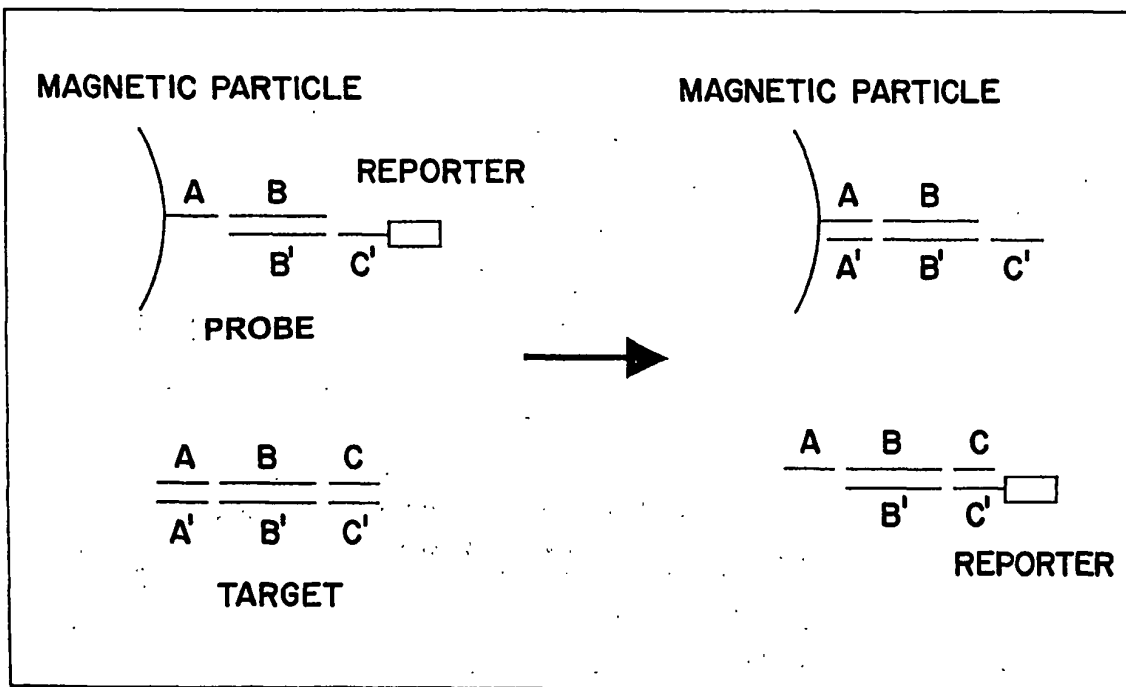 MAGNETIC PARTICLE
A B REPORTER
B' C'
PROBE
A B C
A' B' C'
TARGET
MAGNETIC PARTICLE
A B
A' B' C'
A B C
B' C'
REPORTER